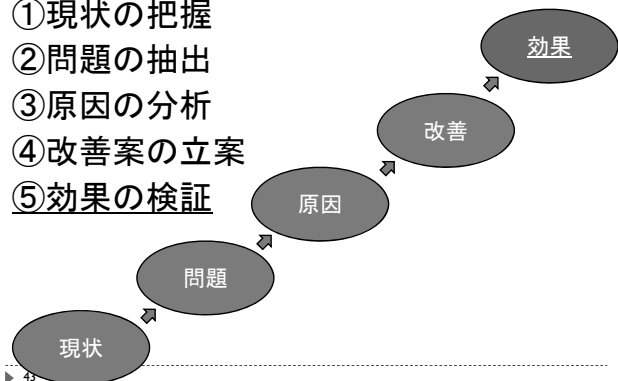 ①現状の把握
②問題の抽出
③原因の分析
④改善案の立案
⑤効果の検証
効果
改善
原因
問題
現状